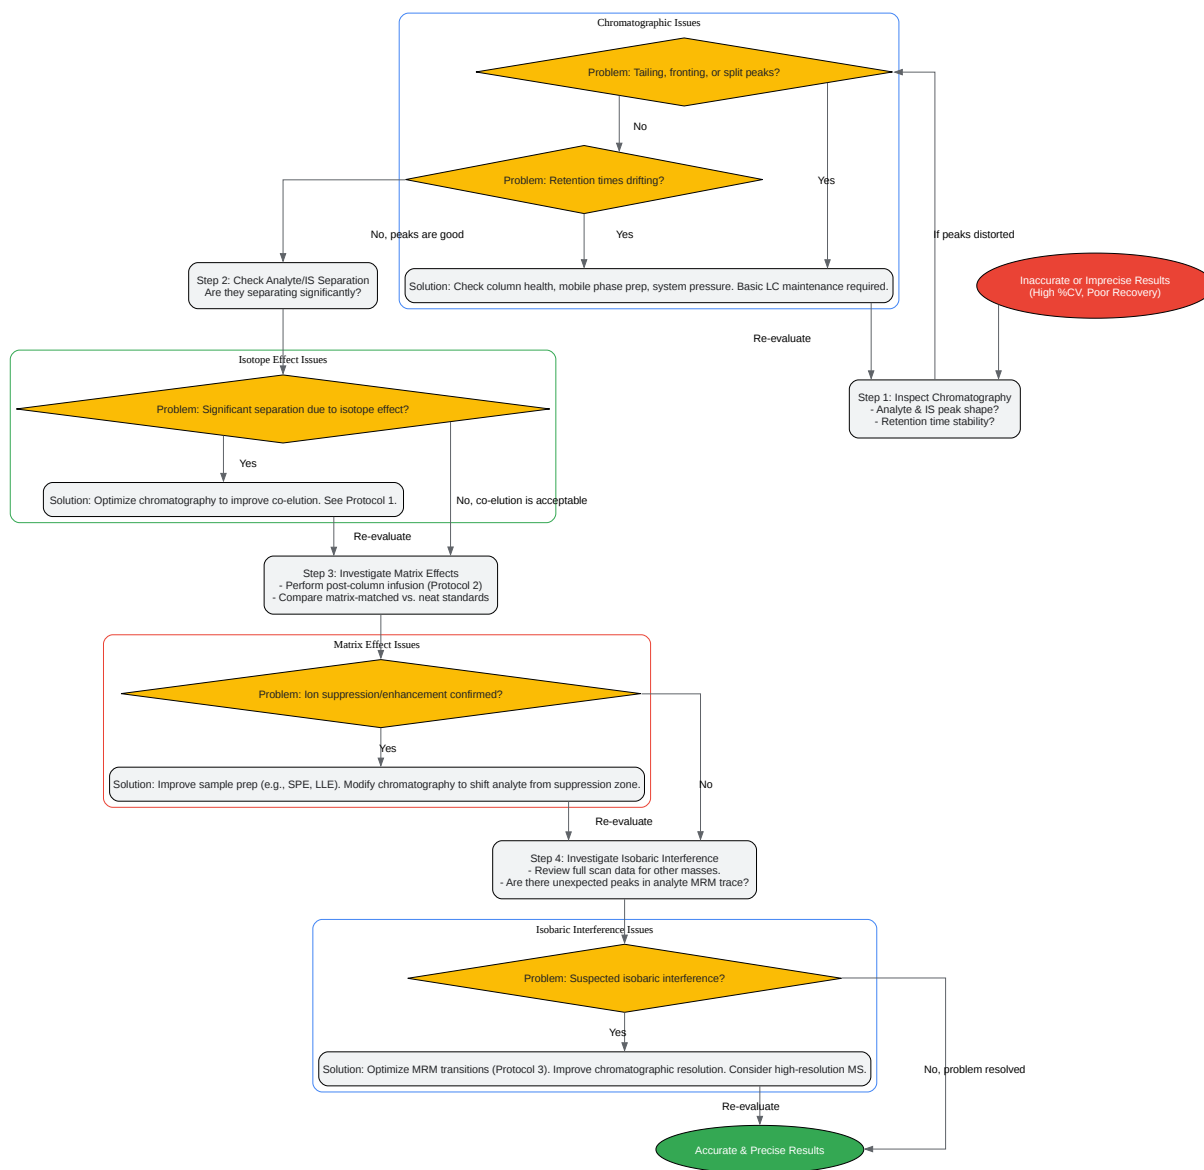 Chromatographic Issues
Problem: Tailing, fronting, or split peaks?
No
Problem: Retention times drifting?
Yes
No, peaks are good
Yes
If peaks distorted
Step 2: Check Analyte/IS Separation
Are they separating significantly?
Solution: Check column health, mobile phase prep, system pressure. Basic LC maintenance required.
Inaccurate or Imprecise Results
(High %CV, Poor Recovery)
Re-evaluate
Isotope Effect Issues
Step 1: Inspect Chromatography
- Analyte & IS peak shape?
- Retention time stability?
Problem: Significant separation due to isotope effect?
Yes
Solution: Optimize chromatography to improve co-elution. See Protocol 1.
No, co-elution is acceptable
Re-evaluate
Step 3: Investigate Matrix Effects
- Perform post-column infusion (Protocol 2)
- Compare matrix-matched vs. neat standards
Matrix Effect Issues
Problem: Ion suppression/enhancement confirmed?
Yes
Solution: Improve sample prep (e.g., SPE, LLE). Modify chromatography to shift analyte from suppression zone.
No
Re-evaluate
Step 4: Investigate Isobaric Interference
- Review full scan data for other masses.
- Are there unexpected peaks in analyte MRM trace?
Isobaric Interference Issues
Problem: Suspected isobaric interference?
Yes
Solution: Optimize MRM transitions (Protocol 3). Improve chromatographic resolution. Consider high-resolution MS.
No, problem resolved
Re-evaluate
Accurate & Precise Results